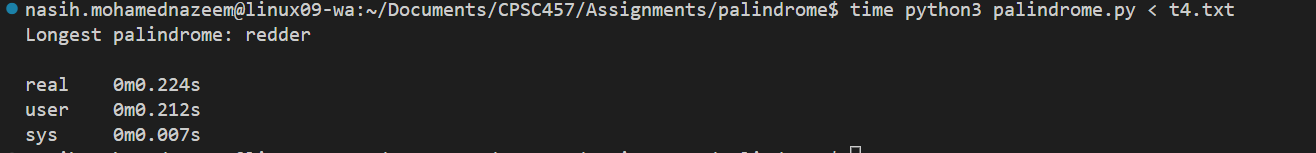 nasih.mohamednazeem@linux09-wa:~/Documents/CPSC457/Assignments/palindrome$ time python3 palindrome.py < t4.txt
Longest palindrome: redder
real 0m0.224s
user 0m0.212s
sys 0m0.007s